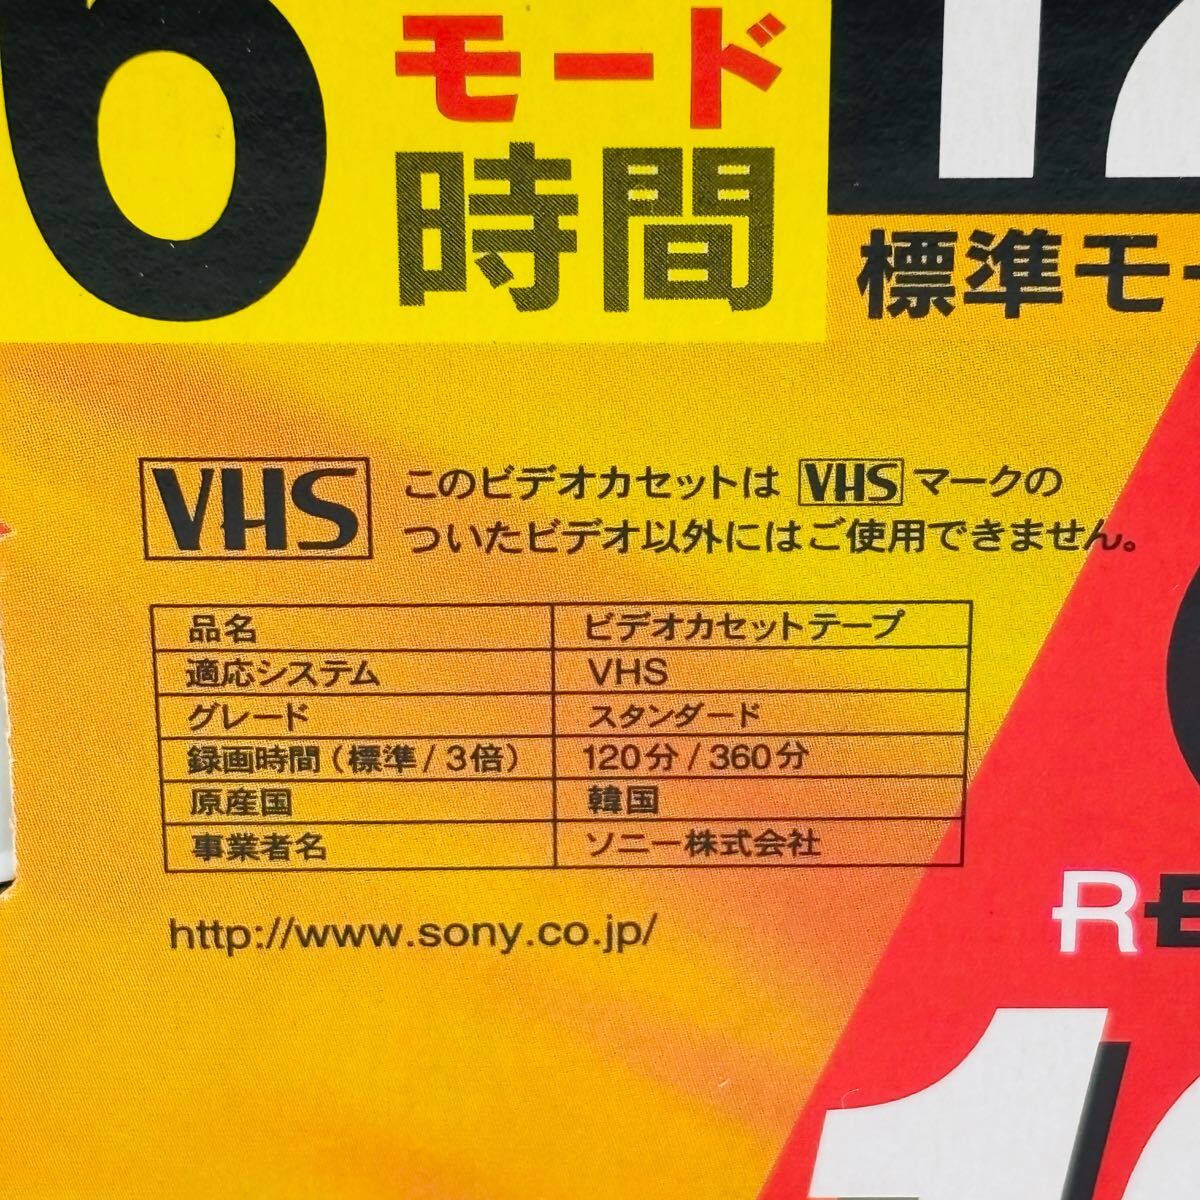 6 モード
時間
標準モー
VHS
このビデオカセットは VHS マークの
ついたビデオ以外にはご使用できません。
品名 ビデオカセットテープ
適応システム VHS
グレード スタンダード
録画時間(標準/3倍) 120分/360分
原産国 韓国
事業者名 ソニー株式会社
http://www.sony.co.jp/